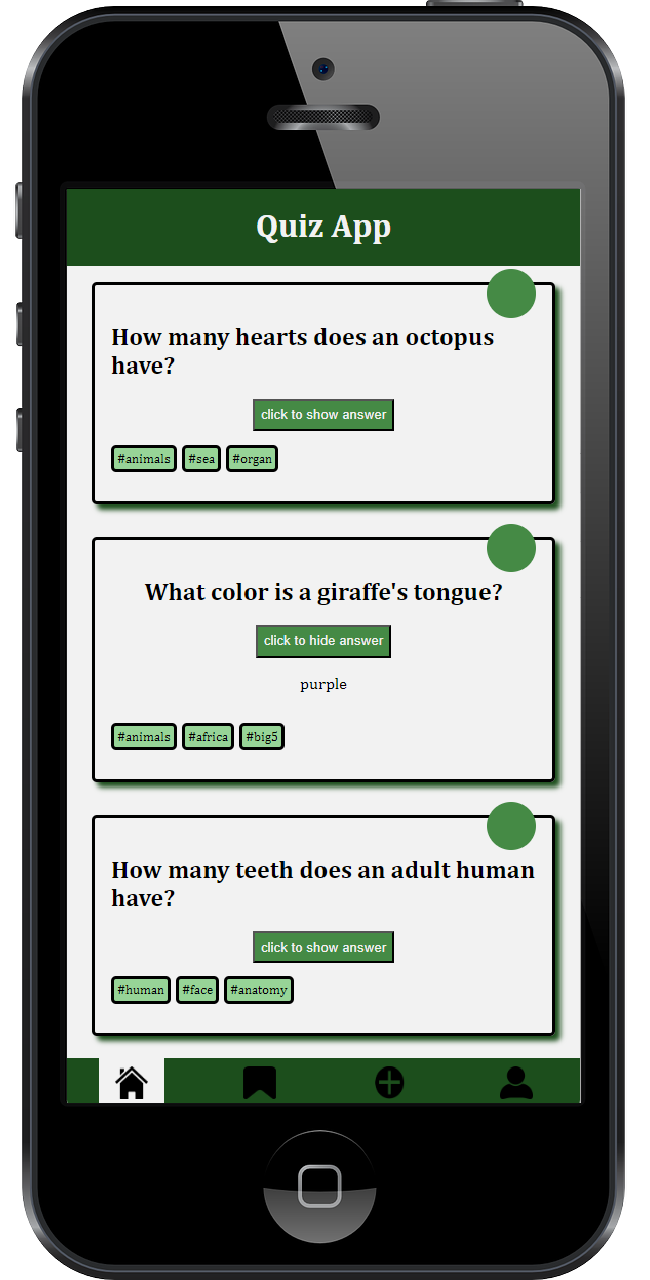 Quiz App
How many hearts does an octopus
have?
click to show answer
#animals #sea #organ
What color is a giraffe's tongue?
click to hide answer
purple
#animals #africa #big5
How many teeth does an adult human
have?
click to show answer
#human #face #anatomy